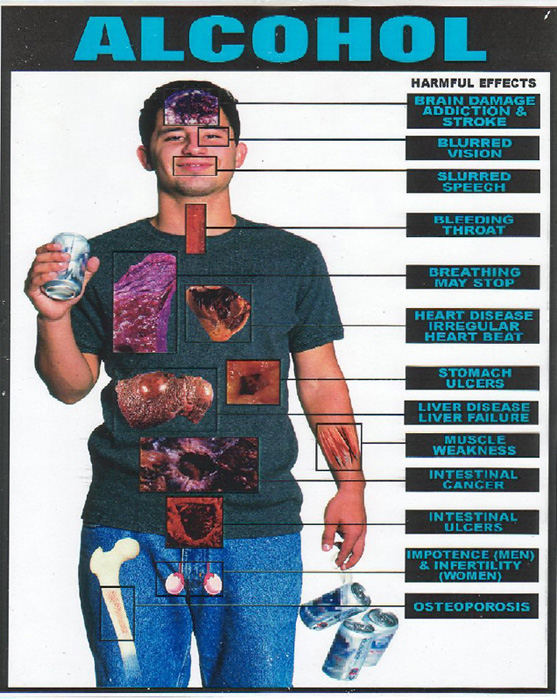 ALCOHOL
HARMFUL EFFECTS
BRAIN DAMAGE
ADDICTION &
STROKE
BLURRED
VISION
SLURRED
SPEECH
BLEEDING
THROAT
BREATHING
MAY STOP
HEART DISEASE
IRREGULAR
HEART BEAT
STOMACH
ULCERS
LIVER DISEASE
LIVER FAILURE
MUSCLE
WEAKNESS
INTESTINAL
CANCER
INTESTINAL
ULCERS
IMPOTENCE (MEN)
& INFERTILITY
(WOMEN)
OSTEOPOROSIS